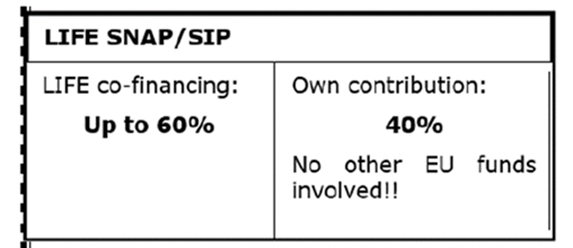 LIFE SNAP/SIP
LIFE co-financing:
Up to 60%
Own contribution:
40%
No other EU funds
involved!!